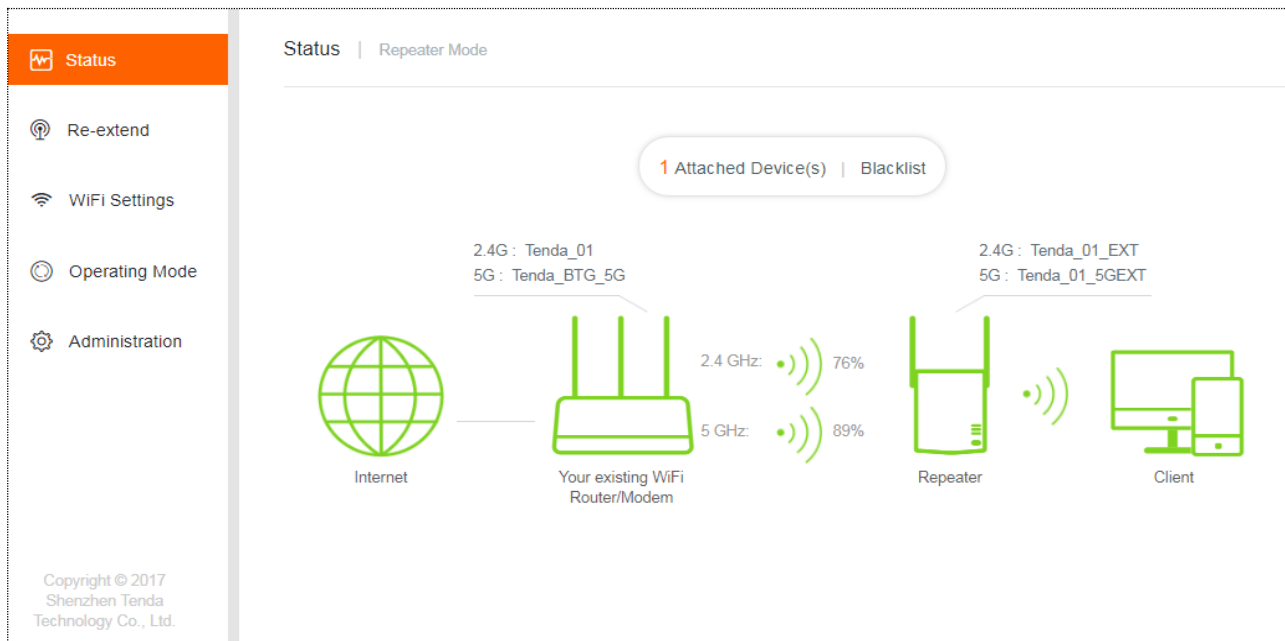 Status
Re-extend
WiFi Settings
Operating Mode
Administration
Copyright © 2017
Shenzhen Tenda
Technology Co., Ltd.
Status | Repeater Mode
1 Attached Device(s) | Blacklist
2.4G : Tenda_01
5G : Tenda_BTG_5G
2.4G : Tenda_01_EXT
5G : Tenda_01_5GEXT
2.4 GHz: 76%
5 GHz: 89%
Internet
Your existing WiFi
Router/Modem
Repeater
Client